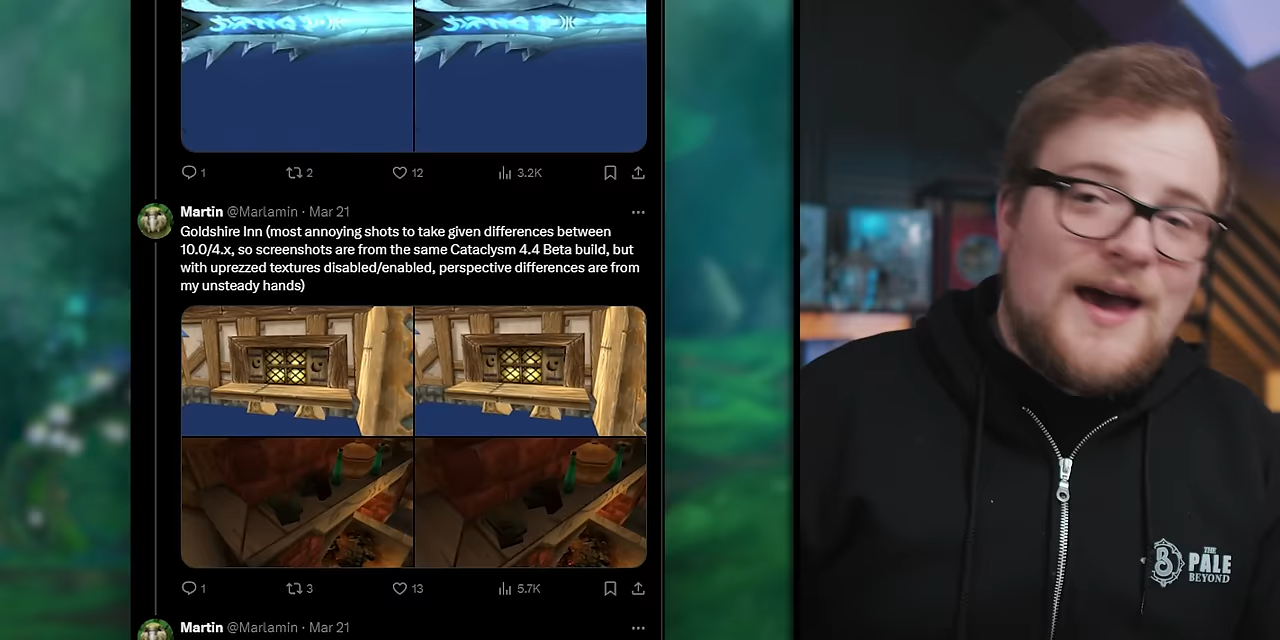 1
2
12
3.2K
Martin @Marlamin · Mar 21
Goldshire Inn (most annoying shots to take given differences between
10.0/4.x, so screenshots are from the same Cataclysm 4.4 Beta build, but
with uprezzed textures disabled/enabled, perspective differences are from
my unsteady hands)
1
3
13
5.7K
Martin @Marlamin · Mar 21
THE
PALE
BEYOND